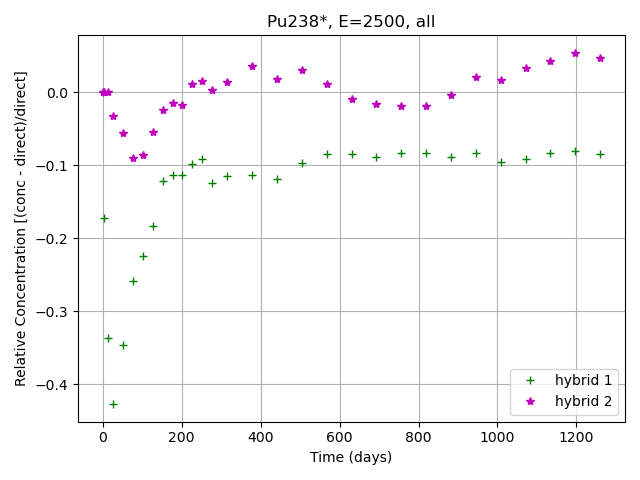 Pu238*, E=2500, all
Relative Concentration [(conc - direct)/direct]
0.0
−0.1
−0.2
−0.3
−0.4
0 200 400 600 800 1000 1200
Time (days)
hybrid 1
hybrid 2